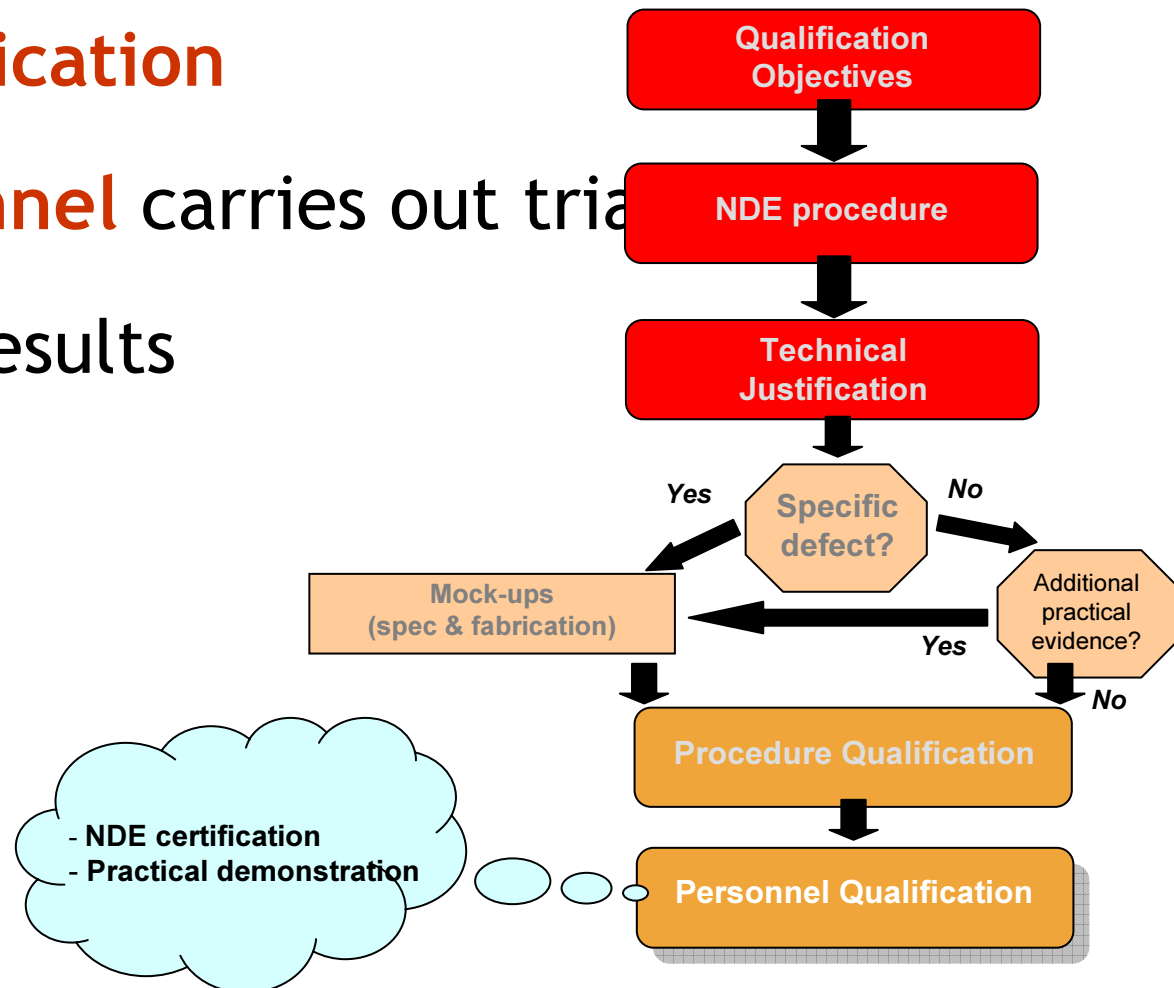 ication
nnel carries out tria
esults
Qualification
Objectives
NDE procedure
Technical
Justification
Specific
defect?
Yes
No
Mock-ups
(spec & fabrication)
Additional
practical
evidence?
Yes
No
Procedure Qualification
- NDE certification
- Practical demonstration
Personnel Qualification